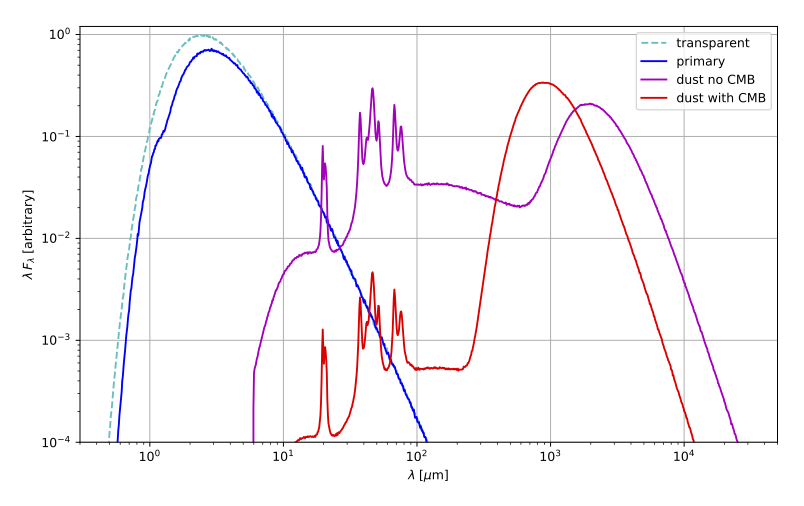 10⁰
10⁻¹
10⁻²
10⁻³
10⁻⁴
λ F_λ [arbitrary]
transparent
primary
dust no CMB
dust with CMB
10⁰ 10¹ 10² 10³ 10⁴
λ [μm]